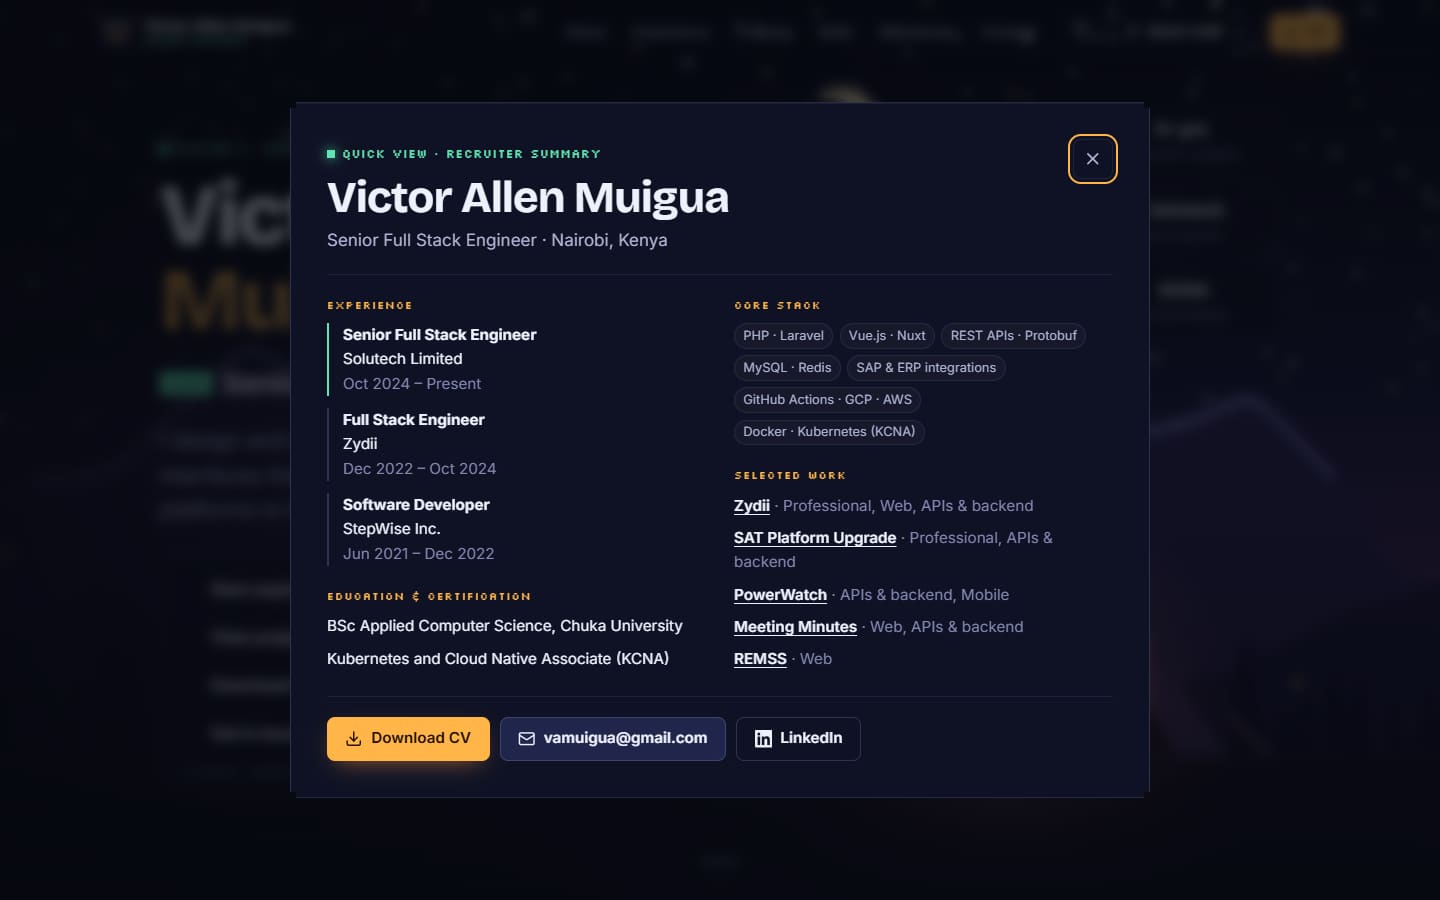 QUICK VIEW · RECRUITER SUMMARY
Victor Allen Muigua
Senior Full Stack Engineer · Nairobi, Kenya
EXPERIENCE
Senior Full Stack Engineer
Solutech Limited
Oct 2024 – Present
Full Stack Engineer
Zydii
Dec 2022 – Oct 2024
Software Developer
StepWise Inc.
Jun 2021 – Dec 2022
EDUCATION & CERTIFICATION
BSc Applied Computer Science, Chuka University
Kubernetes and Cloud Native Associate (KCNA)
CORE STACK
PHP · Laravel
Vue.js · Nuxt
REST APIs · Protobuf
MySQL · Redis
SAP & ERP integrations
GitHub Actions · GCP · AWS
Docker · Kubernetes (KCNA)
SELECTED WORK
Zydii · Professional, Web, APIs & backend
SAT Platform Upgrade · Professional, APIs &
backend
PowerWatch · APIs & backend, Mobile
Meeting Minutes · Web, APIs & backend
REMSS · Web
Download CV
vamuigua@gmail.com
LinkedIn